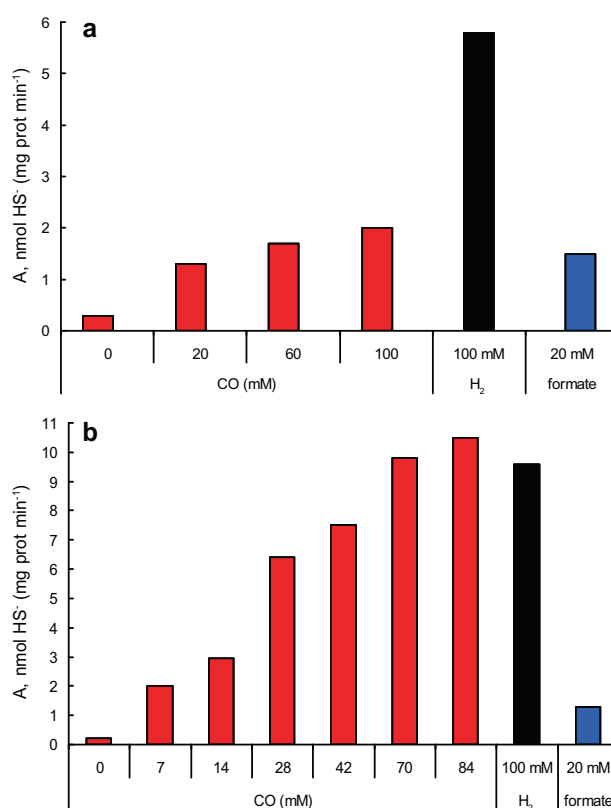 a
6
5
4
3
2
1
0
A, nmol HS⁻ (mg prot min⁻¹)
0 20 60 100 100 mM 20 mM
CO (mM) H₂ formate
b
11
10
9
8
7
6
5
4
3
2
1
0
A, nmol HS⁻ (mg prot min⁻¹)
0 7 14 28 42 70 84 100 mM 20 mM
CO (mM) H₂ formate